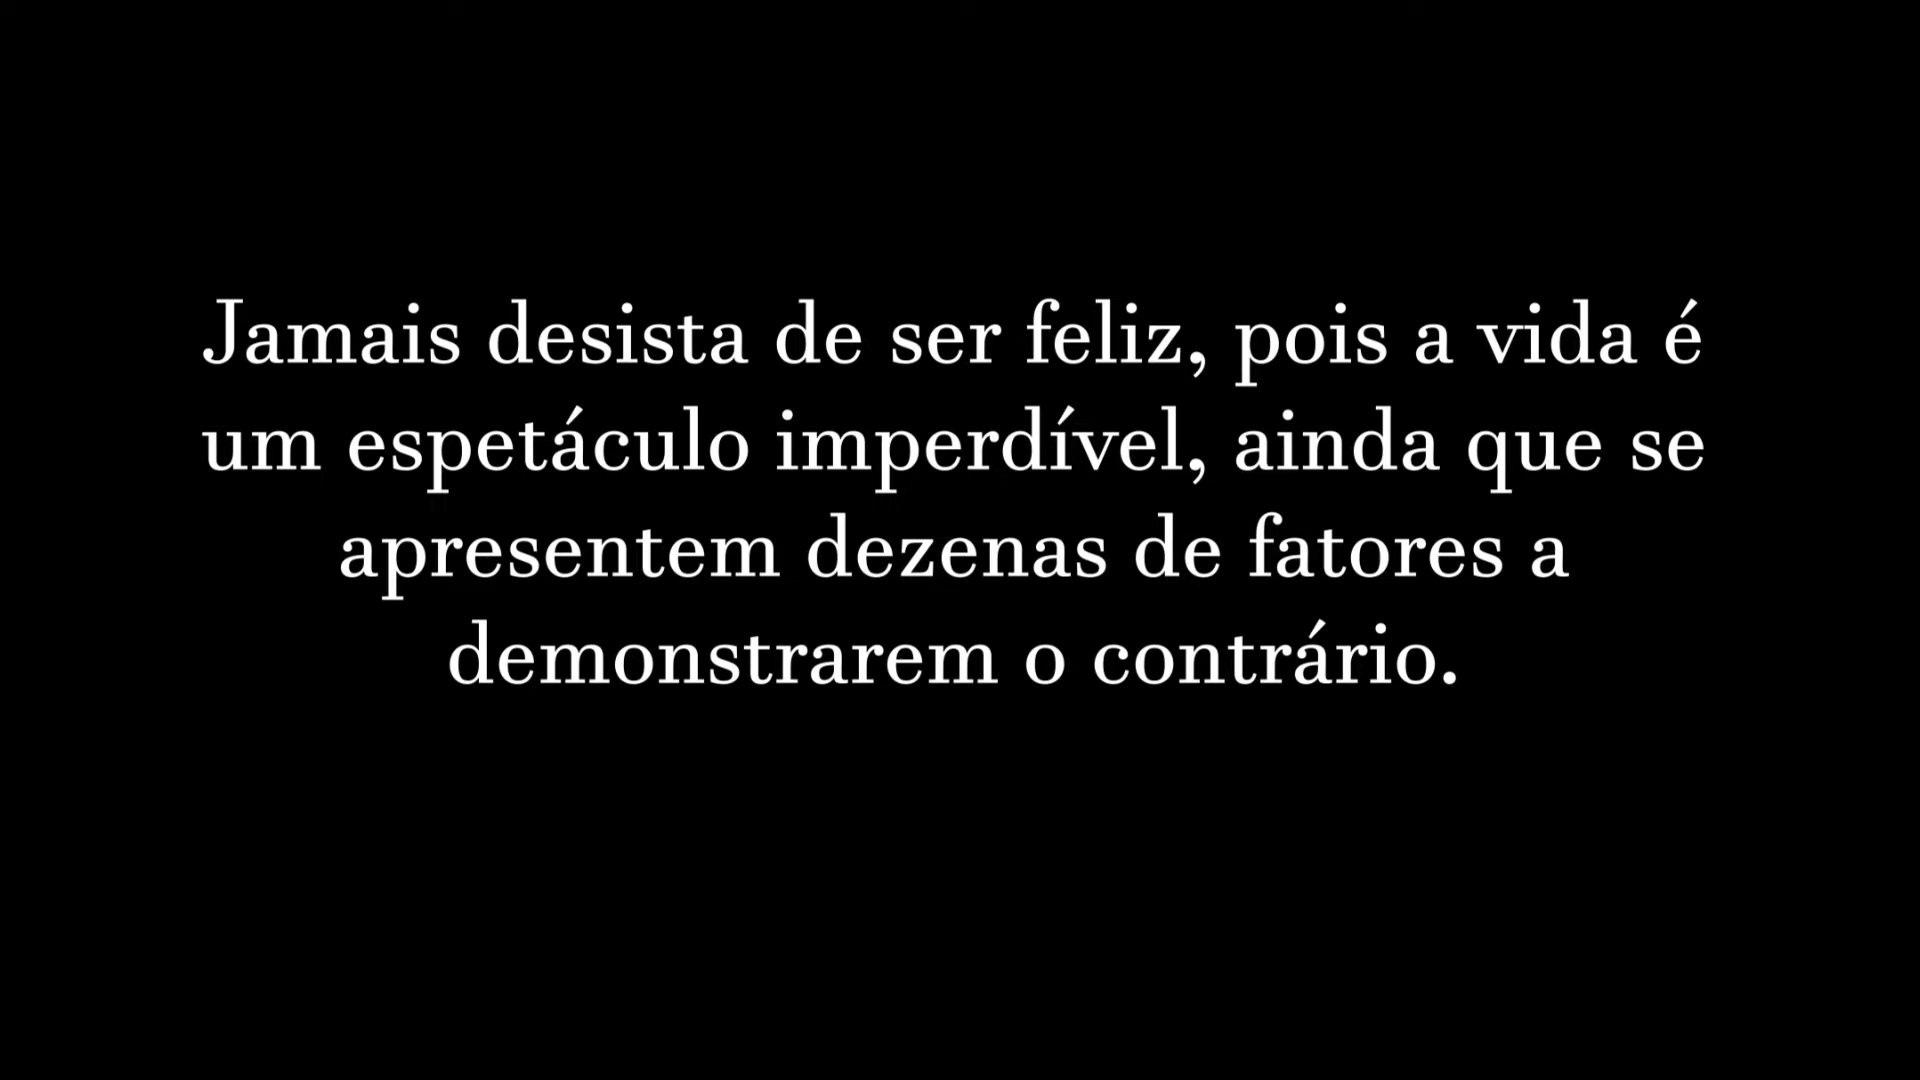 Jamais desista de ser feliz, pois a vida é
um espetáculo imperdível, ainda que se
apresentem dezenas de fatores a
demonstrarem o contrário.